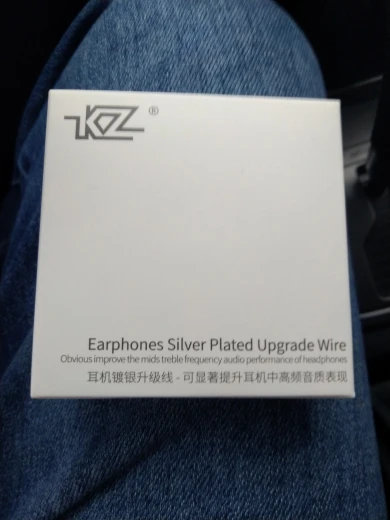 KZ ®
Earphones Silver Plated Upgrade Wire
Obvious improve the mids treble frequency audio performance of headphones
耳机镀银升级线 - 可显著提升耳机中高频音质表现